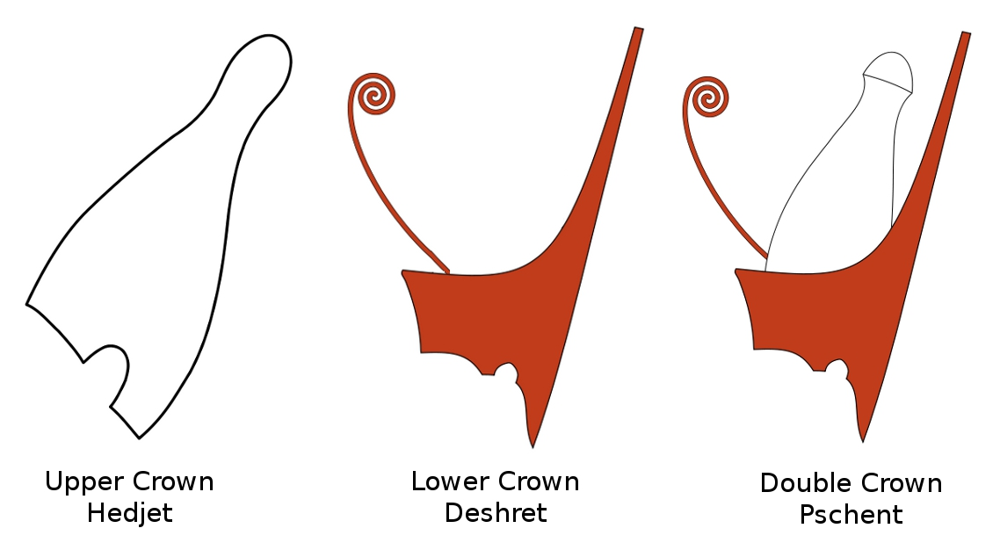 Upper Crown
Hedjet
Lower Crown
Deshret
Double Crown
Pschent